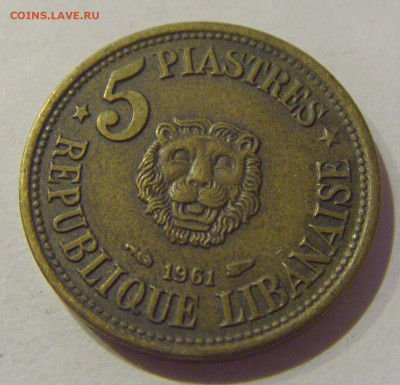 COINS.LAVE.RU
5 PIASTRES
1961
REPUBLIQUE LIBANAISE